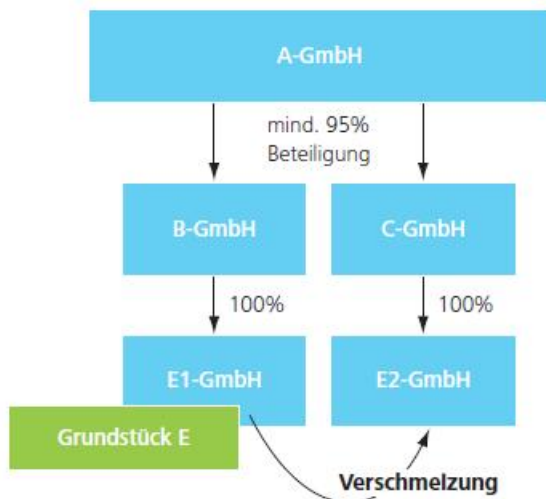 A-GmbH
mind. 95%
Beteiligung
B-GmbH
C-GmbH
100%
100%
E1-GmbH
E2-GmbH
Grundstück E
Verschmelzung